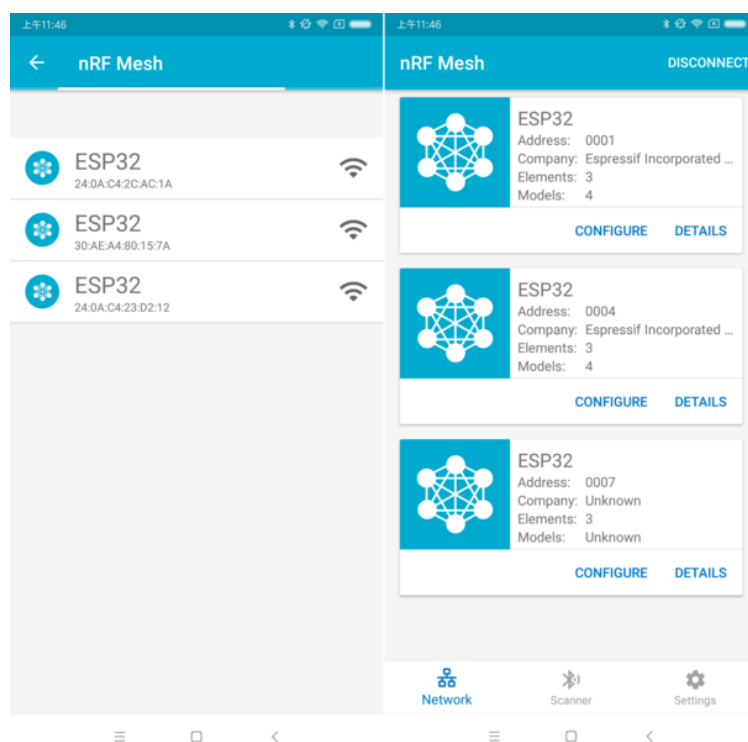 上午11:46
nRF Mesh
ESP32
24:0A:C4:2C:AC:1A
ESP32
30:AE:A4:80:15:7A
ESP32
24:0A:C4:23:D2:12
上午11:46
nRF Mesh
DISCONNECT
ESP32
Address: 0001
Company: Espressif Incorporated ...
Elements: 3
Models: 4
CONFIGURE DETAILS
ESP32
Address: 0004
Company: Espressif Incorporated ...
Elements: 3
Models: 4
CONFIGURE DETAILS
ESP32
Address: 0007
Company: Unknown
Elements: 3
Models: Unknown
CONFIGURE DETAILS
Network Scanner Settings